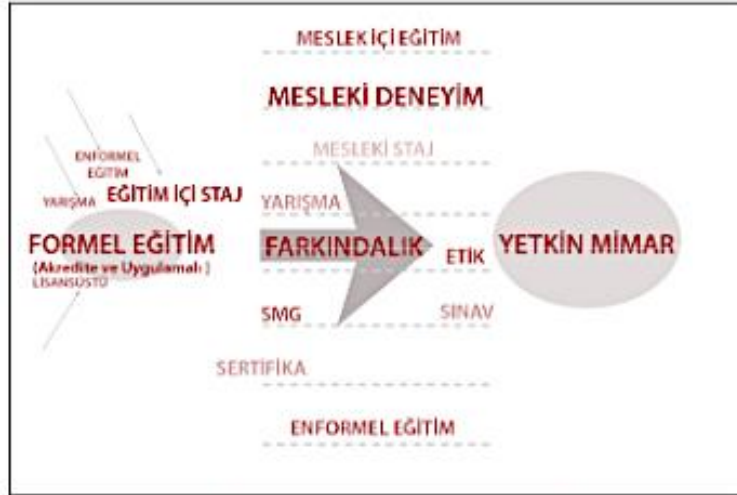 MESLEK İÇİ EĞİTİM
MESLEKİ DENEYİM
MESLEKİ STAJ
ENFORMEL
EĞİTİM
YARIŞMA
EĞİTİM İÇİ STAJ
YARIŞMA
FORMEL EĞİTİM
(Akredite ve Uygulamalı )
LİSANSÜSTÜ
FARKINDALIK
ETİK
YETKİN MİMAR
SMG
SINAV
SERTİFİKA
ENFORMEL EĞİTİM